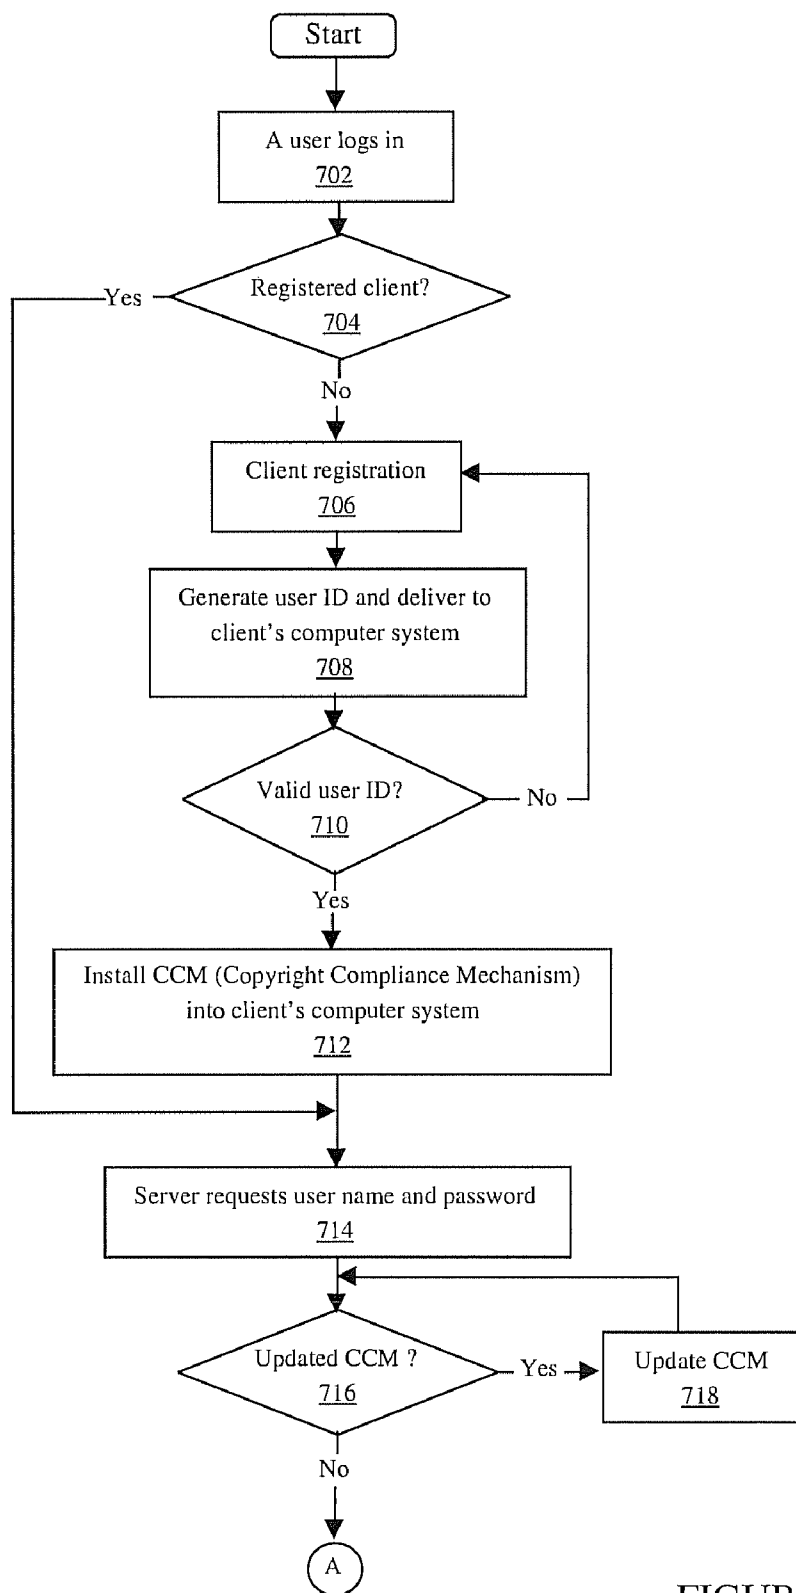 Start
A user logs in
702
Registered client?
704
Yes
No
Client registration
706
Generate user ID and deliver to
client's computer system
708
Valid user ID?
710
No
Yes
Install CCM (Copyright Compliance Mechanism)
into client's computer system
712
Server requests user name and password
714
Updated CCM ?
716
Yes
Update CCM
718
No
A